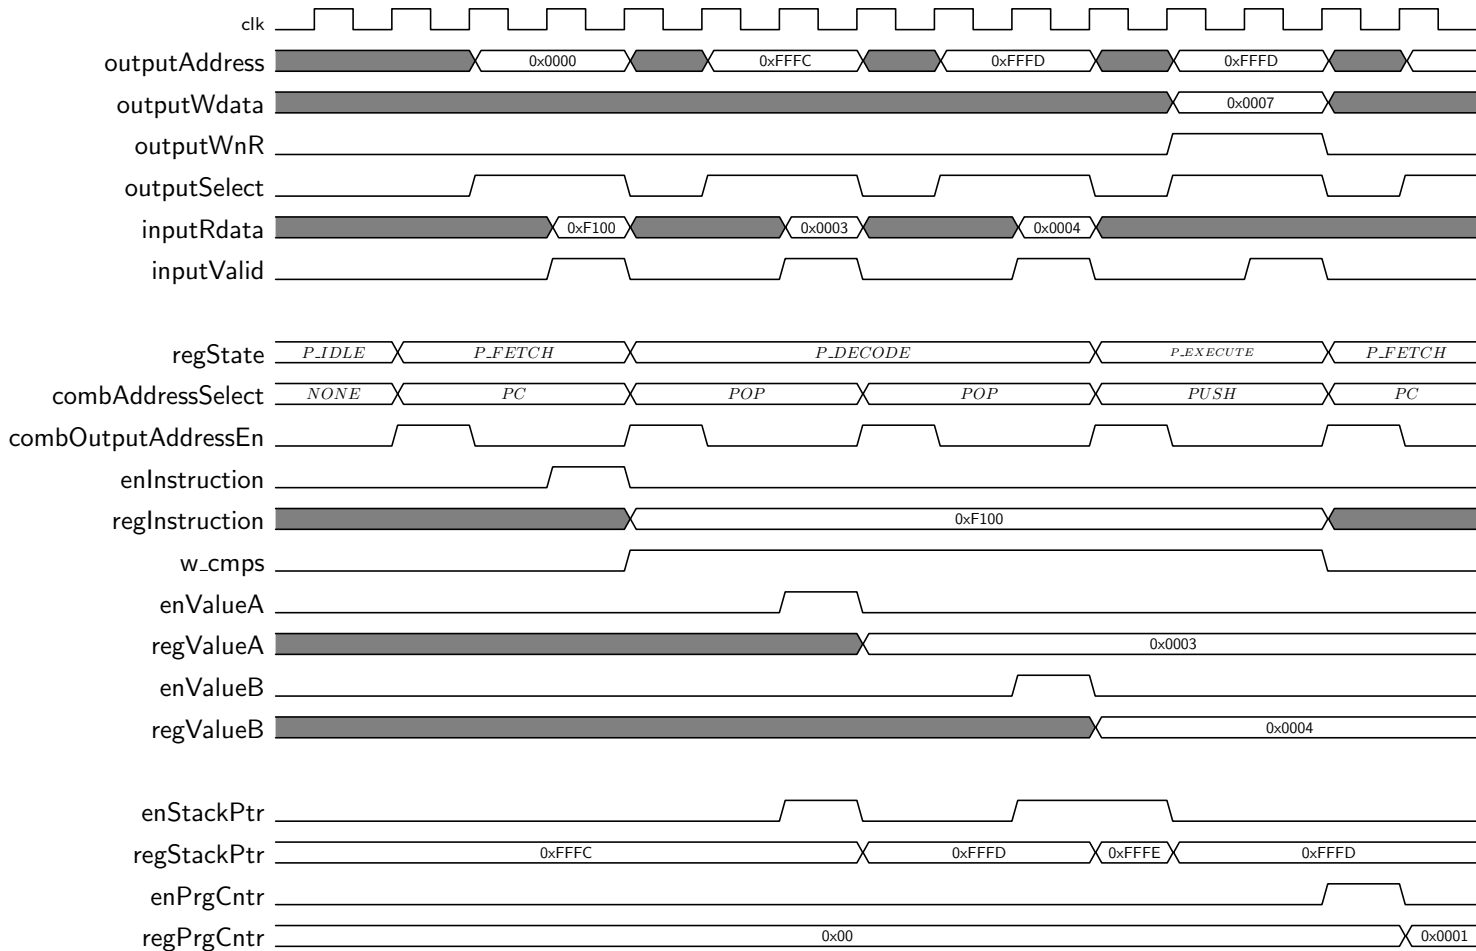 clk
outputAddress 0x0000 0xFFFC 0xFFFD 0xFFFD
outputWdata 0x0007
outputWnR
outputSelect
inputRdata 0xF100 0x0003 0x0004
inputValid
regState P_IDLE P_FETCH P_DECODE P_EXECUTE P_FETCH
combAddressSelect NONE PC POP POP PUSH PC
combOutputAddressEn
enInstruction
regInstruction 0xF100
w_cmps
enValueA
regValueA 0x0003
enValueB
regValueB 0x0004
enStackPtr
regStackPtr 0xFFFC 0xFFFD 0xFFFE 0xFFFD
enPrgCntr
regPrgCntr 0x00 0x0001